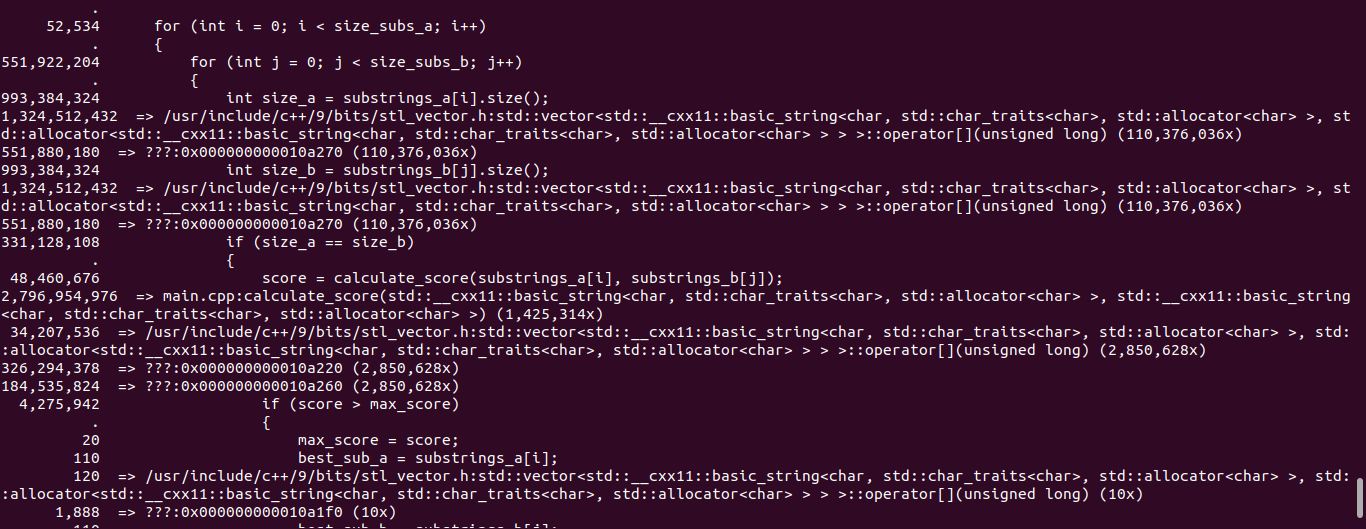 .
52,534      for (int i = 0; i < size_subs_a; i++)
.      {
551,922,204          for (int j = 0; j < size_subs_b; j++)
.          {
993,384,324              int size_a = substrings_a[i].size();
1,324,512,432  => /usr/include/c++/9/bits/stl_vector.h:std::vector<std::__cxx11::basic_string<char, std::char_traits<char>, std::allocator<char> >, st
d::allocator<std::__cxx11::basic_string<char, std::char_traits<char>, std::allocator<char> > > >::operator[](unsigned long) (110,376,036x)
551,880,180  => ???:0x000000000010a270 (110,376,036x)
993,384,324              int size_b = substrings_b[j].size();
1,324,512,432  => /usr/include/c++/9/bits/stl_vector.h:std::vector<std::__cxx11::basic_string<char, std::char_traits<char>, std::allocator<char> >, st
d::allocator<std::__cxx11::basic_string<char, std::char_traits<char>, std::allocator<char> > > >::operator[](unsigned long) (110,376,036x)
551,880,180  => ???:0x000000000010a270 (110,376,036x)
331,128,108              if (size_a == size_b)
.              {
48,460,676                  score = calculate_score(substrings_a[i], substrings_b[j]);
2,796,954,976  => main.cpp:calculate_score(std::__cxx11::basic_string<char, std::char_traits<char>, std::allocator<char> >, std::__cxx11::basic_string
<char, std::char_traits<char>, std::allocator<char> >) (1,425,314x)
34,207,536  => /usr/include/c++/9/bits/stl_vector.h:std::vector<std::__cxx11::basic_string<char, std::char_traits<char>, std::allocator<char> >, std:
:allocator<std::__cxx11::basic_string<char, std::char_traits<char>, std::allocator<char> > > >::operator[](unsigned long) (2,850,628x)
326,294,378  => ???:0x000000000010a220 (2,850,628x)
184,535,824  => ???:0x000000000010a260 (2,850,628x)
4,275,942                  if (score > max_score)
.                  {
20                      max_score = score;
110                      best_sub_a = substrings_a[i];
120  => /usr/include/c++/9/bits/stl_vector.h:std::vector<std::__cxx11::basic_string<char, std::char_traits<char>, std::allocator<char> >, std:
:allocator<std::__cxx11::basic_string<char, std::char_traits<char>, std::allocator<char> > > >::operator[](unsigned long) (10x)
1,888  => ???:0x000000000010a1f0 (10x)
110                      best_sub_b = substrings_b[j];